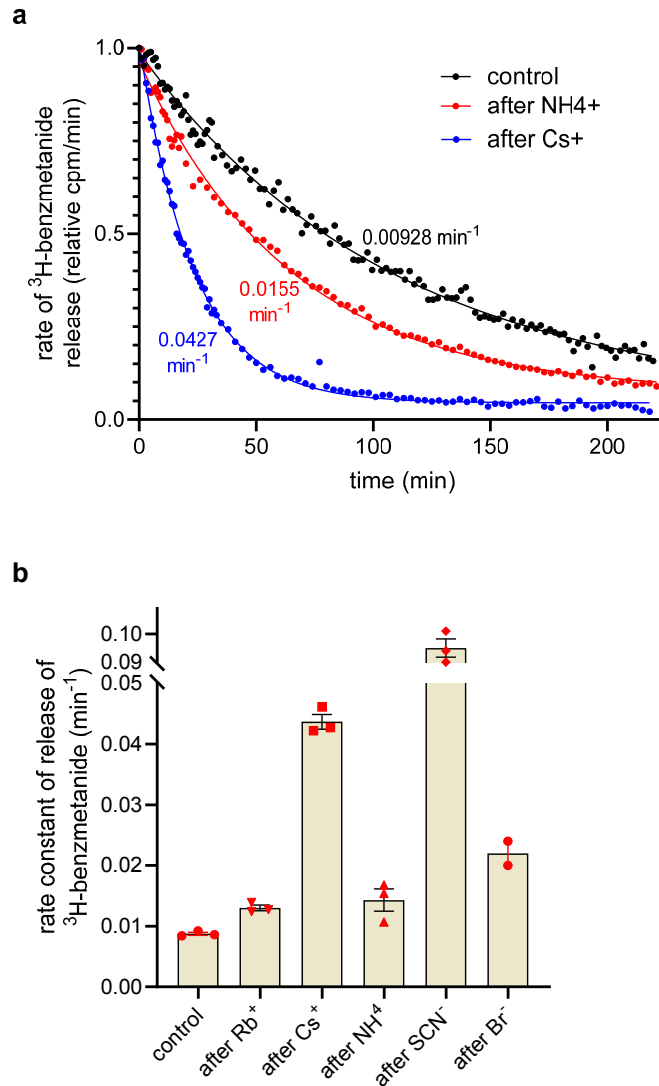 a
rate of ³H-benzmetanide
release (relative cpm/min)
1.0
0.5
0.0
control
after NH4+
after Cs+
0.00928 min⁻¹
0.0155
min⁻¹
0.0427
min⁻¹
0
50
100
150
200
time (min)
b
rate constant of release of
³H-benzmetanide (min⁻¹)
0.10
0.09
0.05
0.04
0.03
0.02
0.01
0.00
control
after Rb⁺
after Cs⁺
after NH⁴
after SCN⁻
after Br⁻